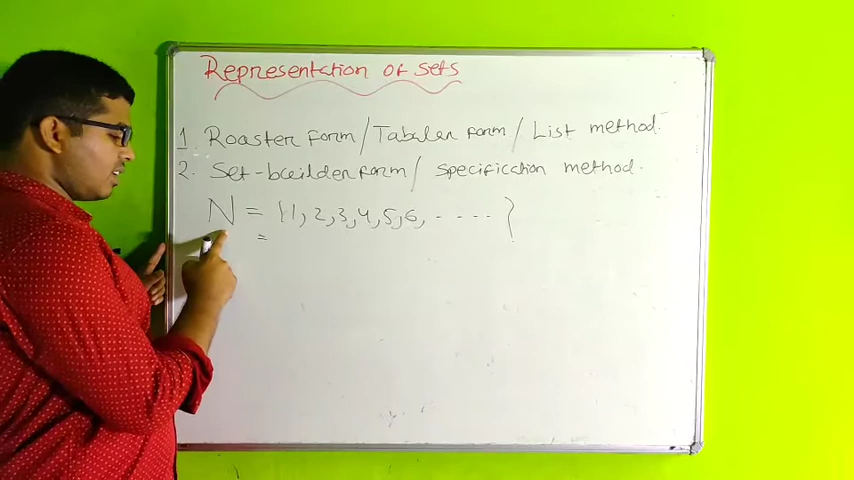 Representation of sets
1. Roaster form/Tabuler form/List method.
2. Set-builder form/ specification method.
N = {1, 2, 3, 4, 5, 6, - - - - }
=